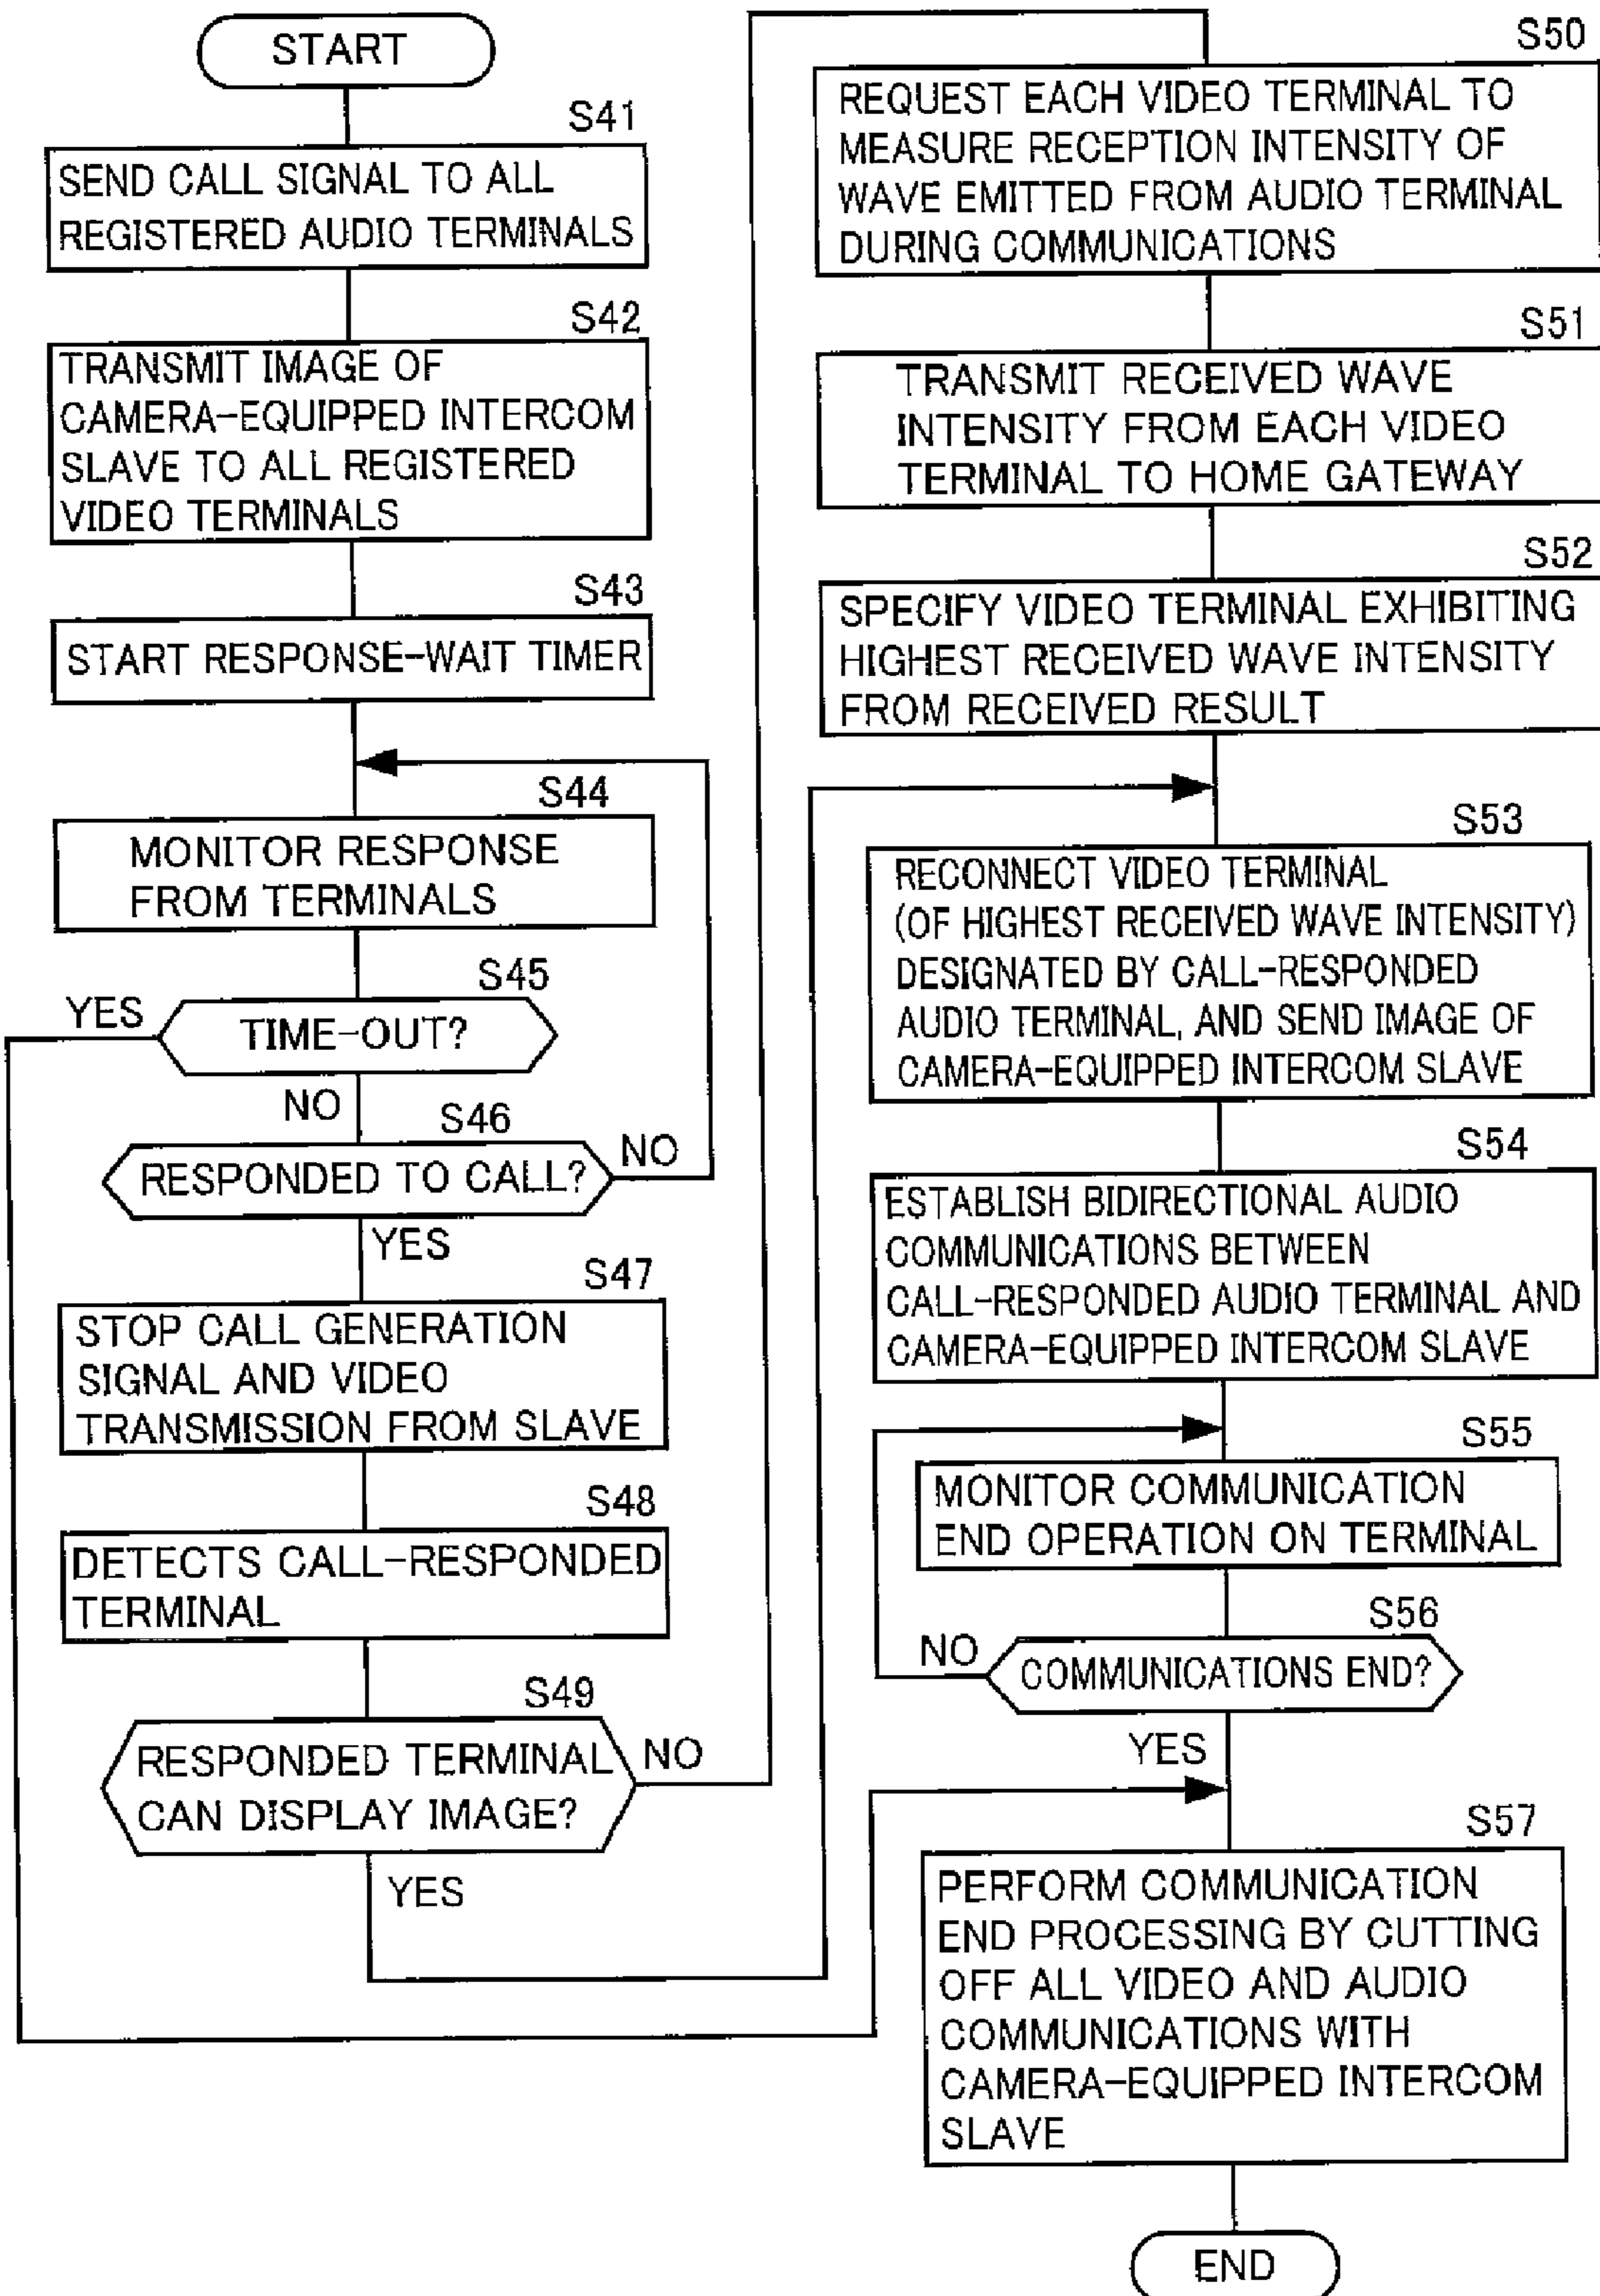 START
S41
SEND CALL SIGNAL TO ALL
REGISTERED AUDIO TERMINALS
S42
TRANSMIT IMAGE OF
CAMERA-EQUIPPED INTERCOM
SLAVE TO ALL REGISTERED
VIDEO TERMINALS
S43
START RESPONSE-WAIT TIMER
S44
MONITOR RESPONSE
FROM TERMINALS
S45
YES
TIME-OUT?
NO
S46
RESPONDED TO CALL?
NO
YES
S47
STOP CALL GENERATION
SIGNAL AND VIDEO
TRANSMISSION FROM SLAVE
S48
DETECTS CALL-RESPONDED
TERMINAL
S49
RESPONDED TERMINAL
CAN DISPLAY IMAGE?
NO
YES
S50
REQUEST EACH VIDEO TERMINAL TO
MEASURE RECEPTION INTENSITY OF
WAVE EMITTED FROM AUDIO TERMINAL
DURING COMMUNICATIONS
S51
TRANSMIT RECEIVED WAVE
INTENSITY FROM EACH VIDEO
TERMINAL TO HOME GATEWAY
S52
SPECIFY VIDEO TERMINAL EXHIBITING
HIGHEST RECEIVED WAVE INTENSITY
FROM RECEIVED RESULT
S53
RECONNECT VIDEO TERMINAL
(OF HIGHEST RECEIVED WAVE INTENSITY)
DESIGNATED BY CALL-RESPONDED
AUDIO TERMINAL, AND SEND IMAGE OF
CAMERA-EQUIPPED INTERCOM SLAVE
S54
ESTABLISH BIDIRECTIONAL AUDIO
COMMUNICATIONS BETWEEN
CALL-RESPONDED AUDIO TERMINAL AND
CAMERA-EQUIPPED INTERCOM SLAVE
S55
MONITOR COMMUNICATION
END OPERATION ON TERMINAL
S56
NO
COMMUNICATIONS END?
YES
S57
PERFORM COMMUNICATION
END PROCESSING BY CUTTING
OFF ALL VIDEO AND AUDIO
COMMUNICATIONS WITH
CAMERA-EQUIPPED INTERCOM
SLAVE
END